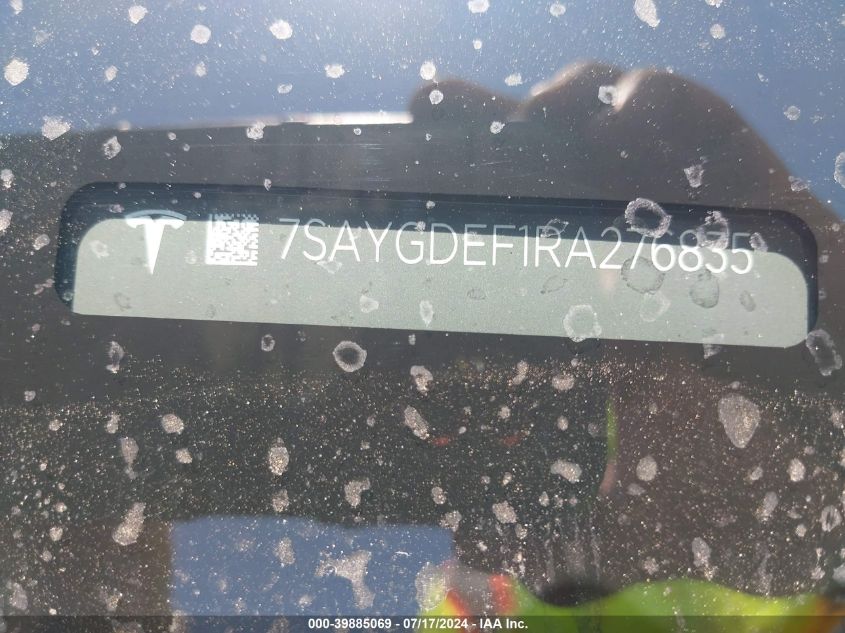 7SAYGDEF1RA276835
000-39885069 - 07/17/2024 - IAA Inc.